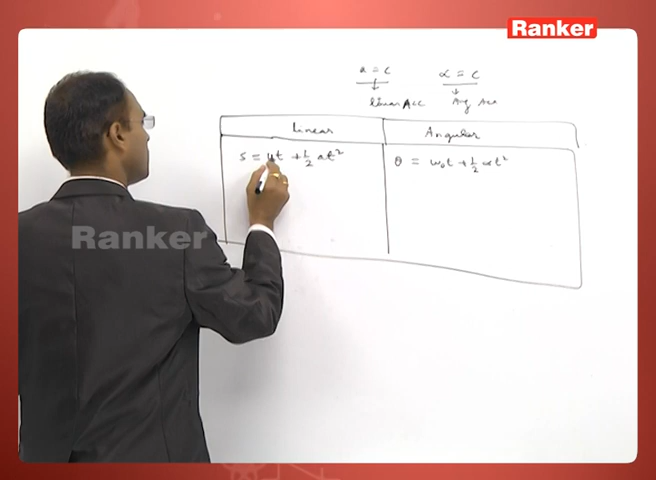 Ranker
a = c
α = c
linear Acc
Ang Acc
Linear
Angular
s = ut + 1/2 at²
θ = ω₀t + 1/2 αt²
Ranker